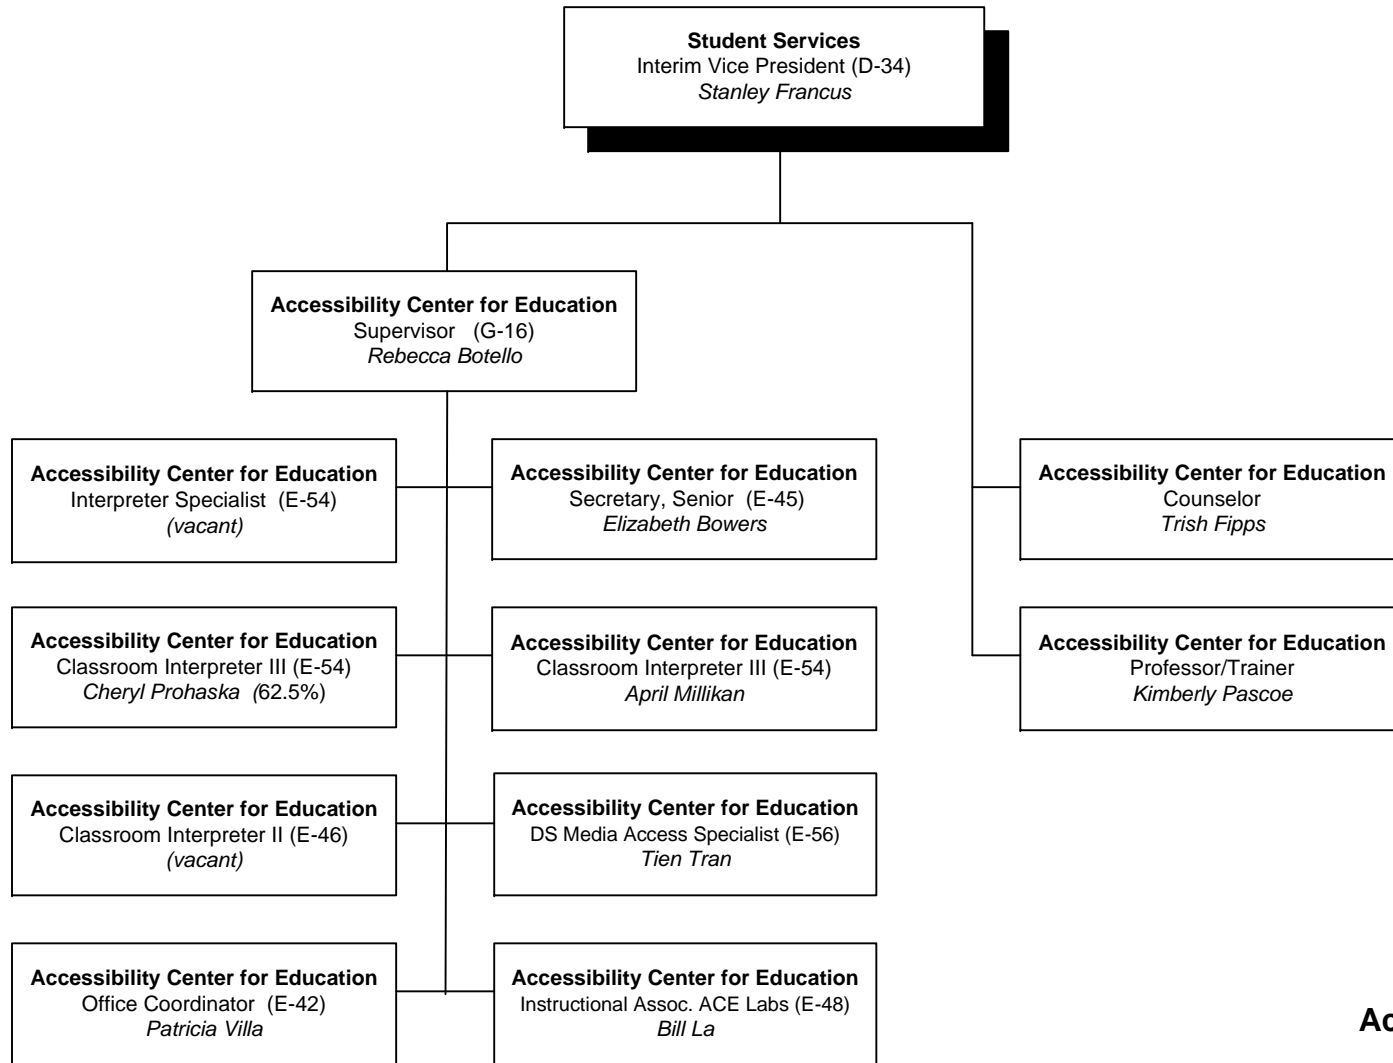 Student Services
Interim Vice President (D-34)
Stanley Francus
Accessibility Center for Education
Supervisor (G-16)
Rebecca Botello
Accessibility Center for Education
Interpreter Specialist (E-54)
(vacant)
Accessibility Center for Education
Secretary, Senior (E-45)
Elizabeth Bowers
Accessibility Center for Education
Counselor
Trish Fipps
Accessibility Center for Education
Classroom Interpreter III (E-54)
Cheryl Prohaska (62.5%)
Accessibility Center for Education
Classroom Interpreter III (E-54)
April Millikan
Accessibility Center for Education
Professor/Trainer
Kimberly Pascoe
Accessibility Center for Education
Classroom Interpreter II (E-46)
(vacant)
Accessibility Center for Education
DS Media Access Specialist (E-56)
Tien Tran
Accessibility Center for Education
Office Coordinator (E-42)
Patricia Villa
Accessibility Center for Education
Instructional Assoc. ACE Labs (E-48)
Bill La